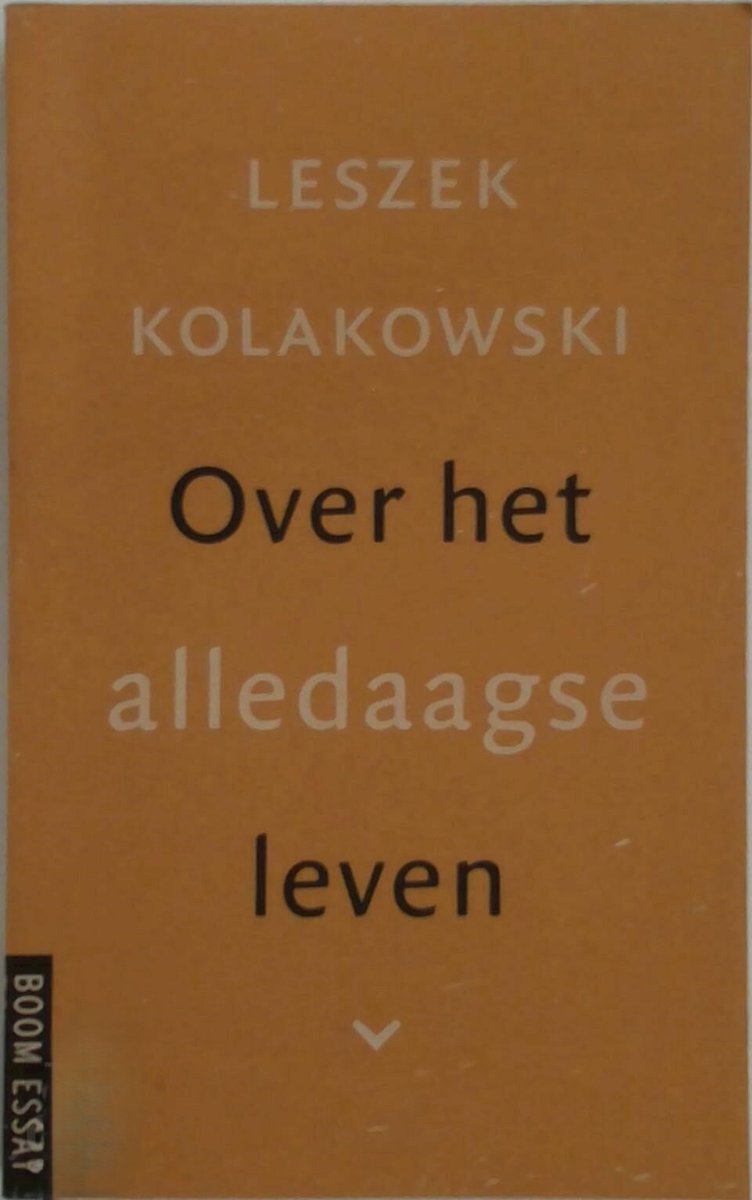 LESZEK
KOLAKOWSKI
Over het
alledaagse
leven
BOOM ESSAY